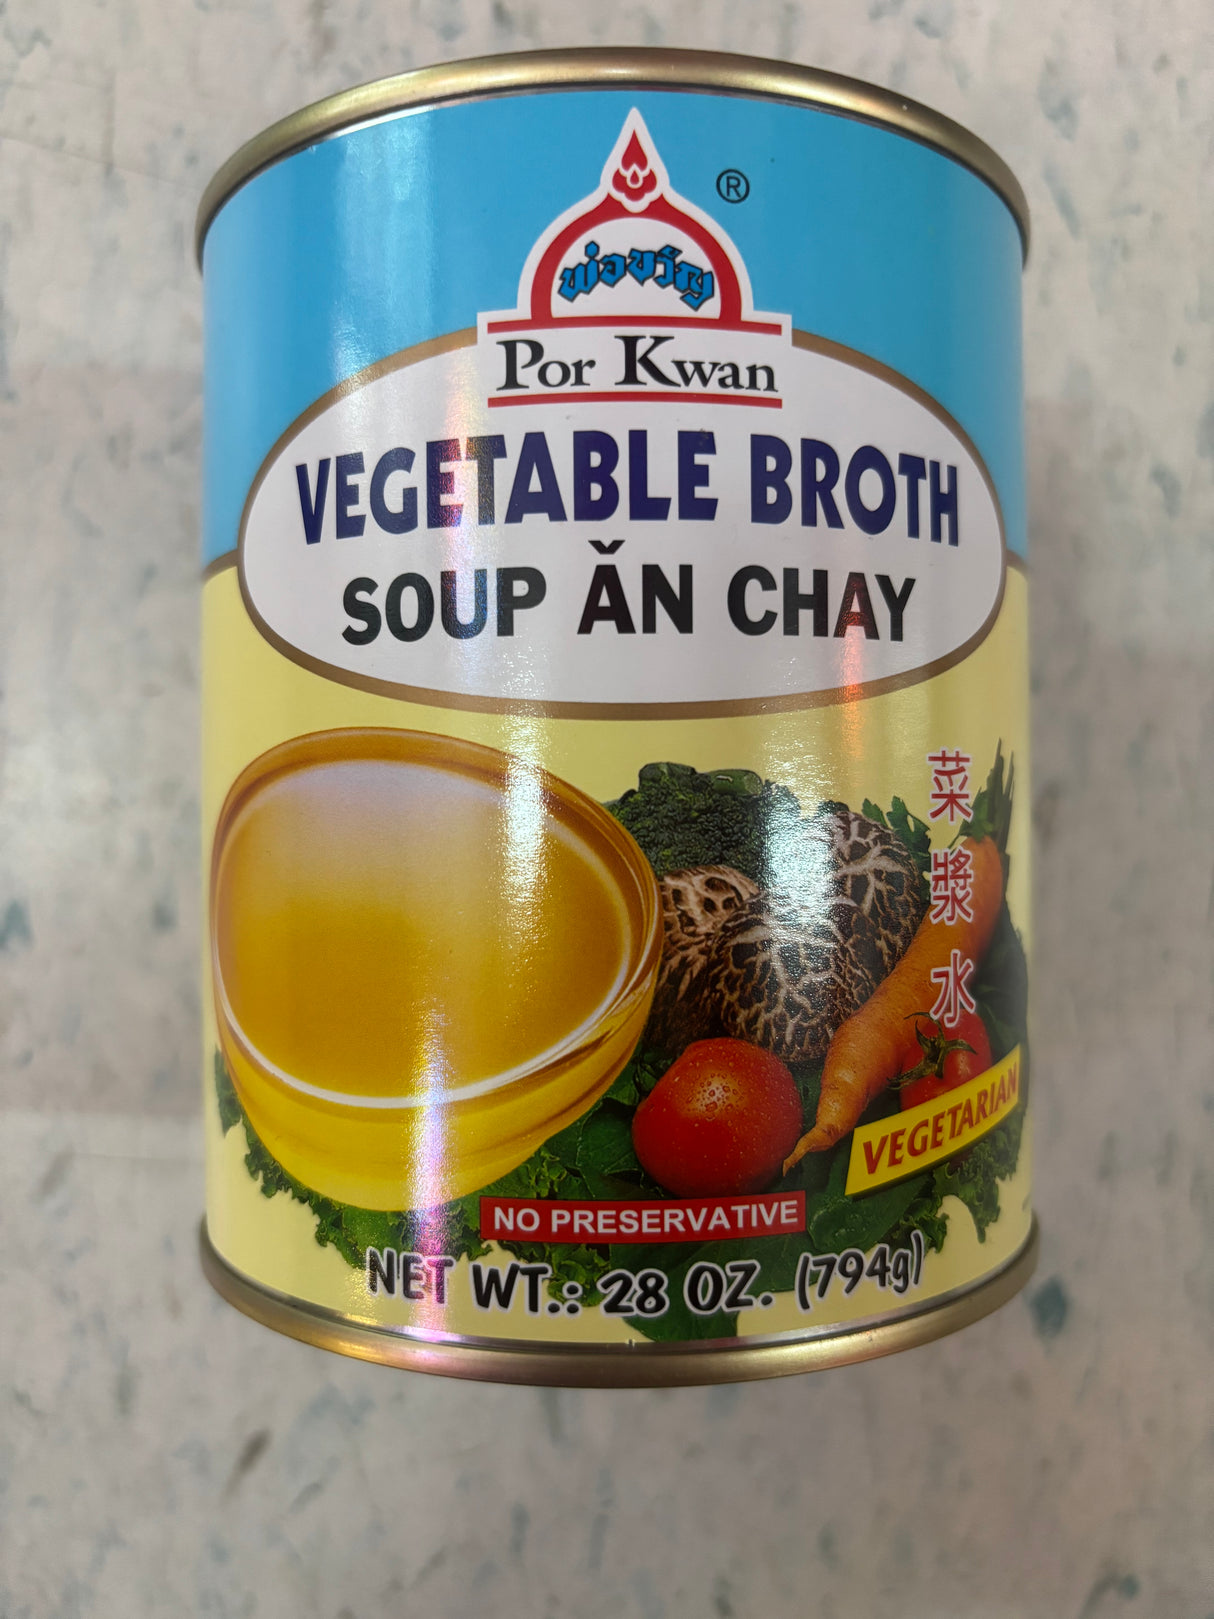 ®
พ่อขวัญ
Por Kwan
VEGETABLE BROTH
SOUP ĂN CHAY
菜
漿
水
VEGETARIAN
NO PRESERVATIVE
NET WT.: 28 OZ. (794g)